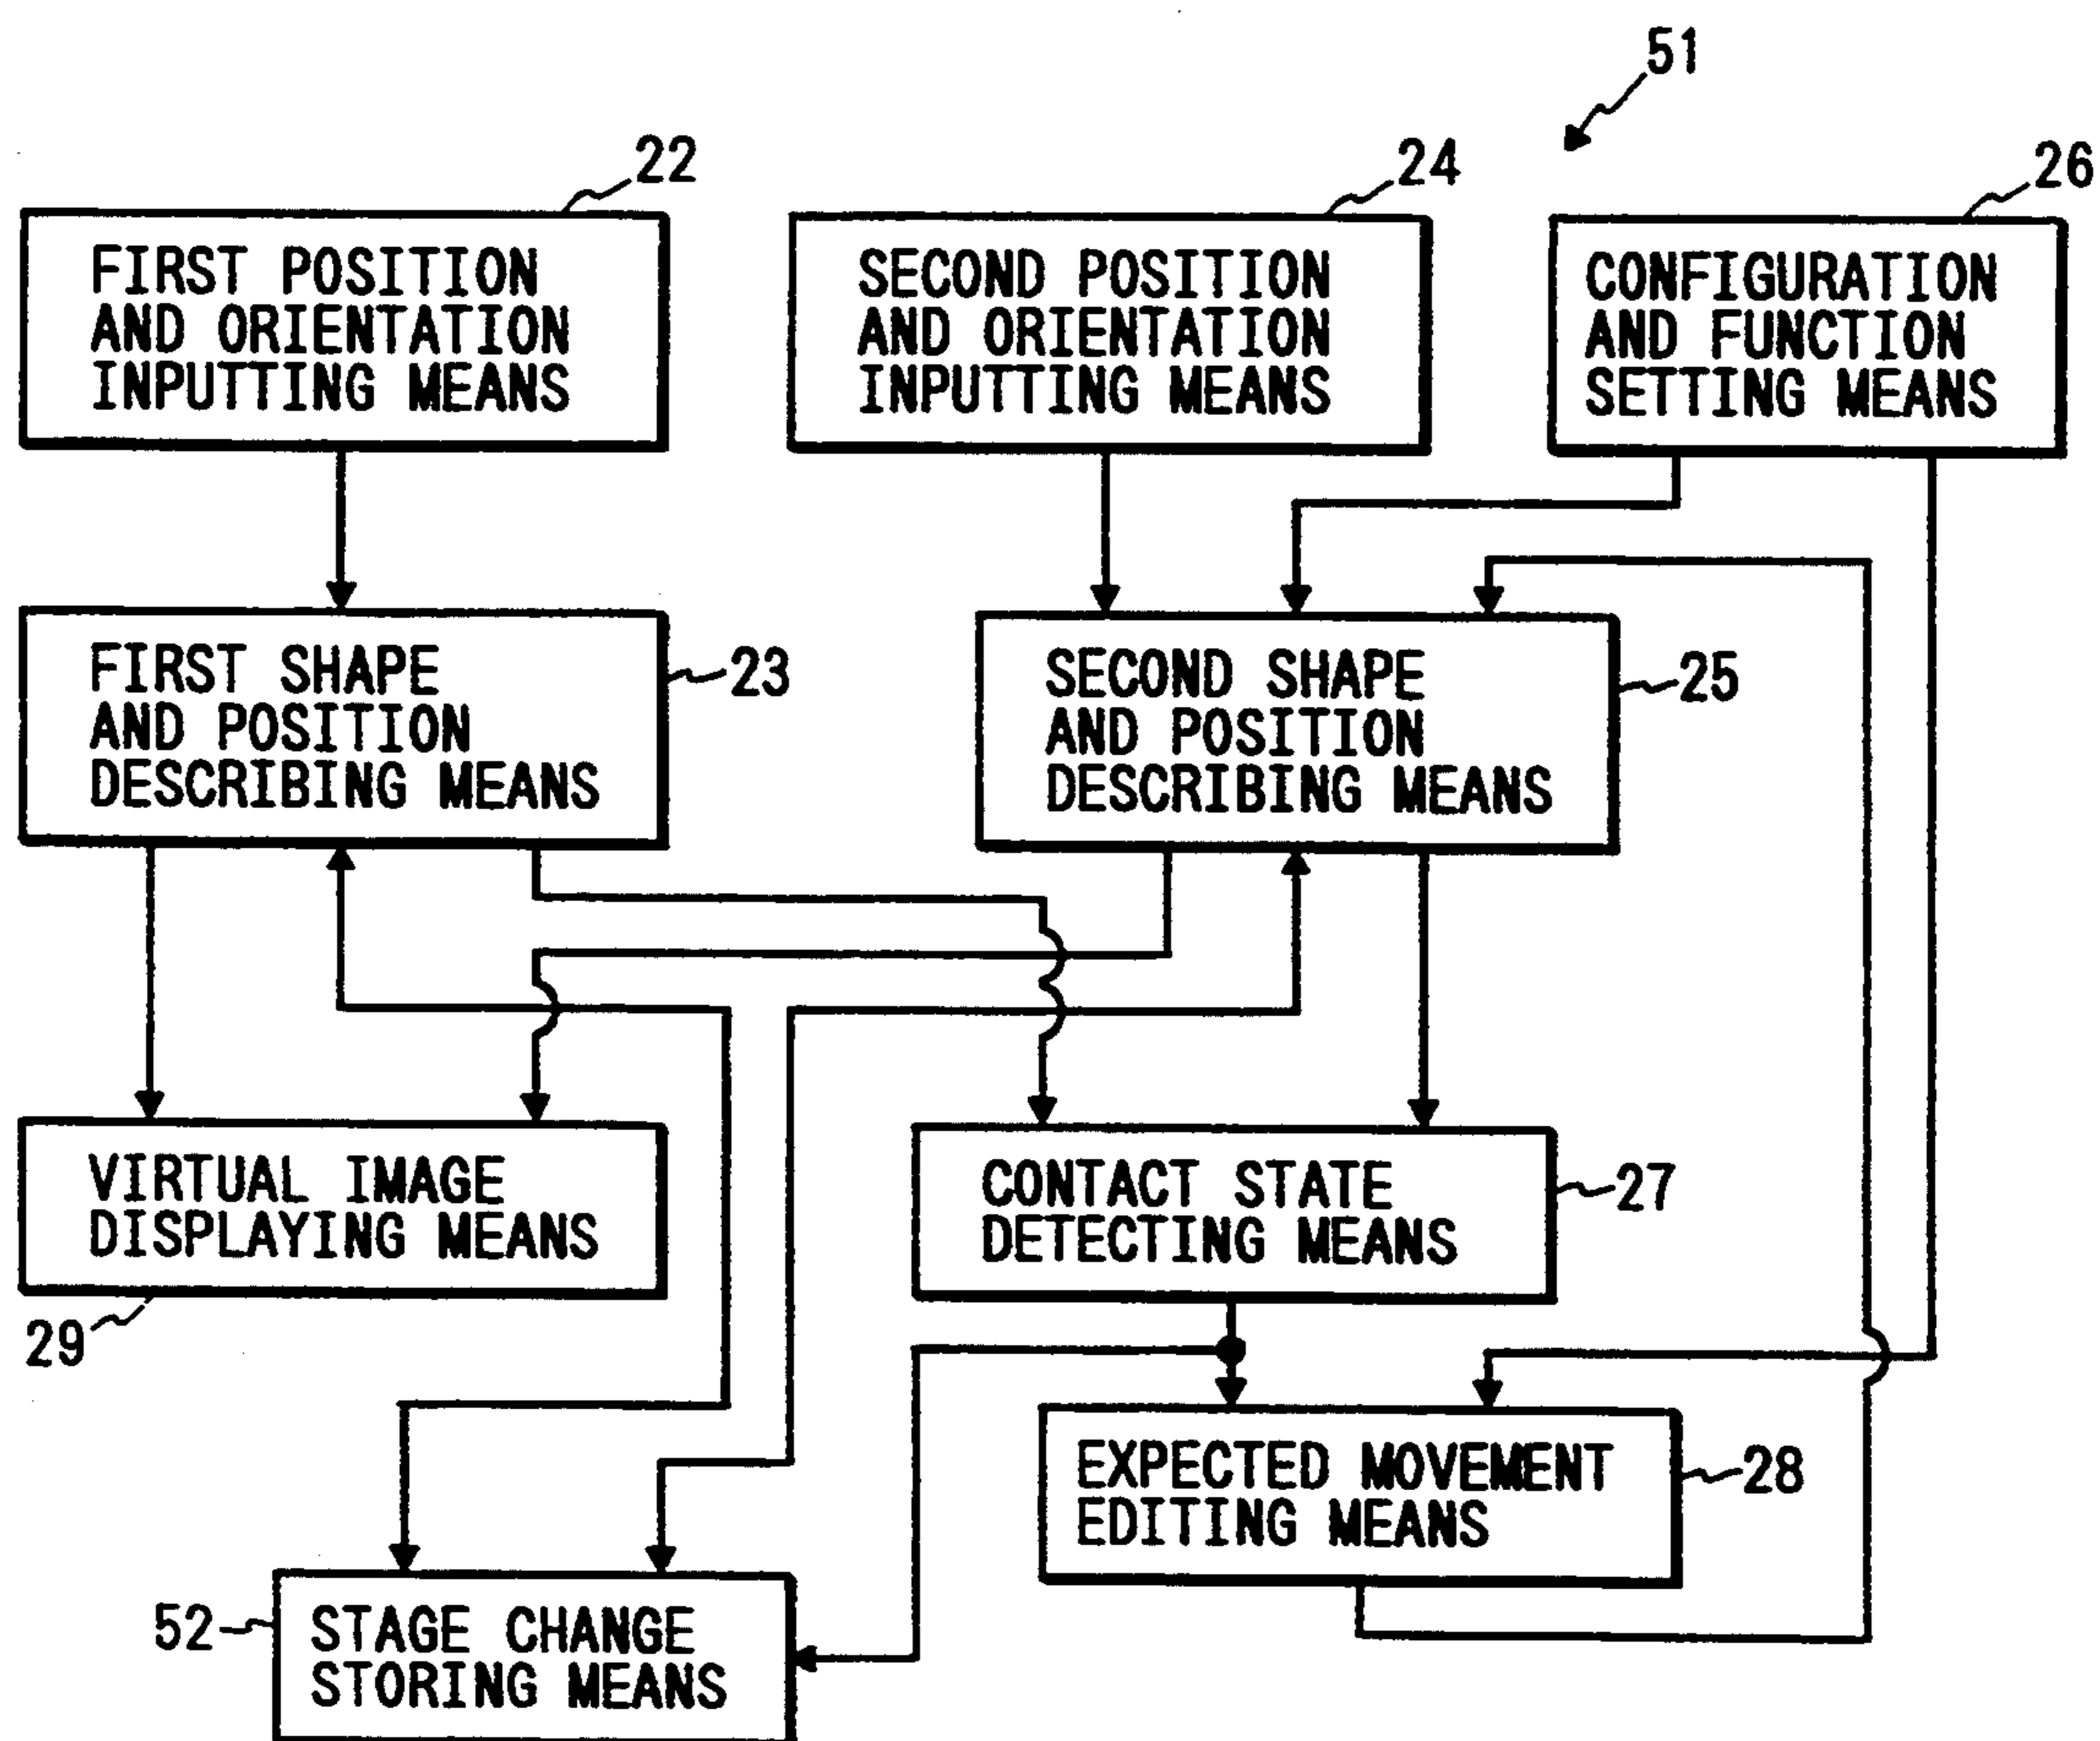 51
22
24
26
FIRST POSITION
AND ORIENTATION
INPUTTING MEANS
SECOND POSITION
AND ORIENTATION
INPUTTING MEANS
CONFIGURATION
AND FUNCTION
SETTING MEANS
FIRST SHAPE
AND POSITION
DESCRIBING MEANS
23
SECOND SHAPE
AND POSITION
DESCRIBING MEANS
25
VIRTUAL IMAGE
DISPLAYING MEANS
29
CONTACT STATE
DETECTING MEANS
27
EXPECTED MOVEMENT
EDITING MEANS
28
52
STAGE CHANGE
STORING MEANS